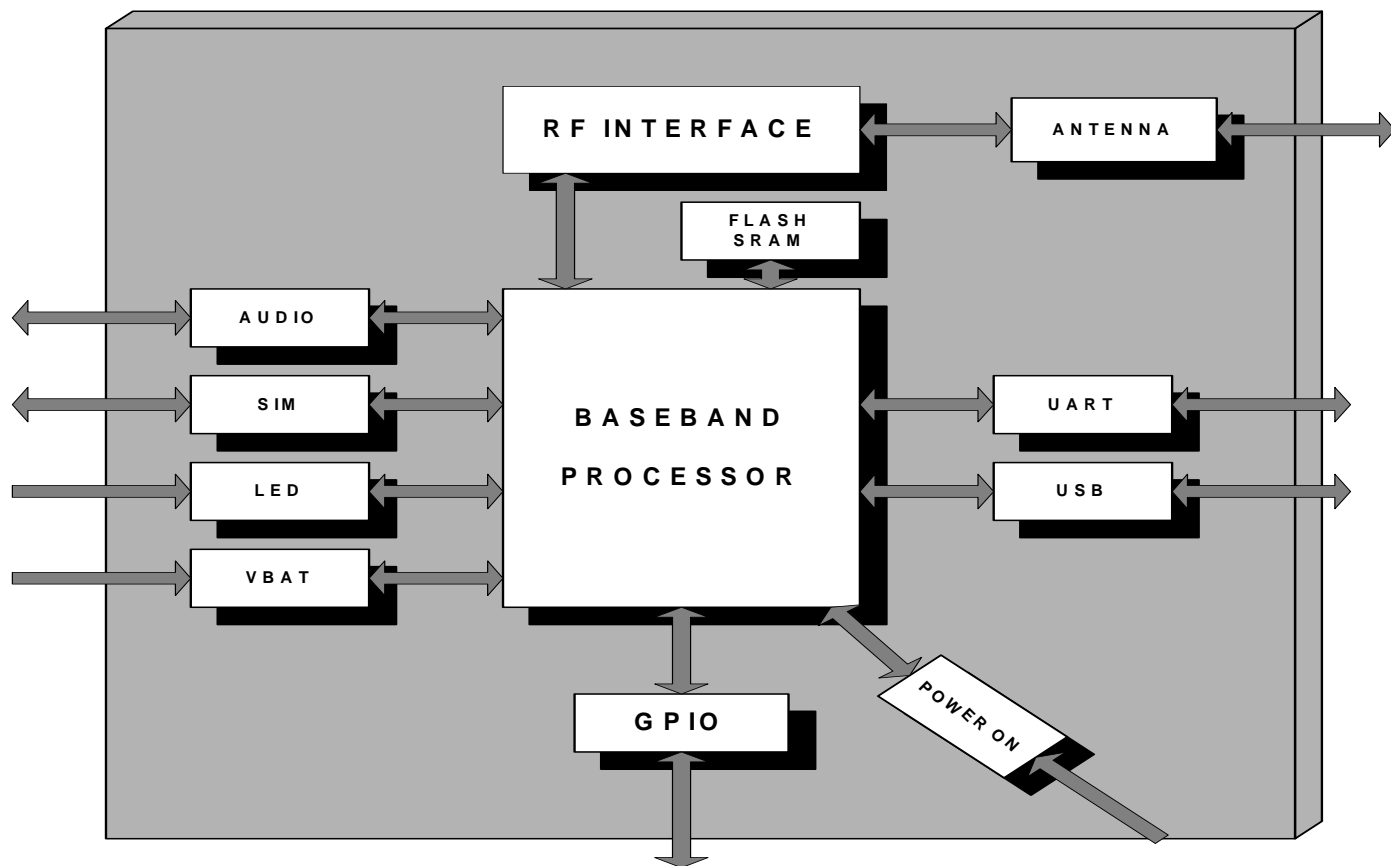 RF INTERFACE
ANTENNA
FLASH
SRAM
AUDIO
SIM
BASEBAND
PROCESSOR
UART
LED
USB
VBAT
GPIO
POWER ON